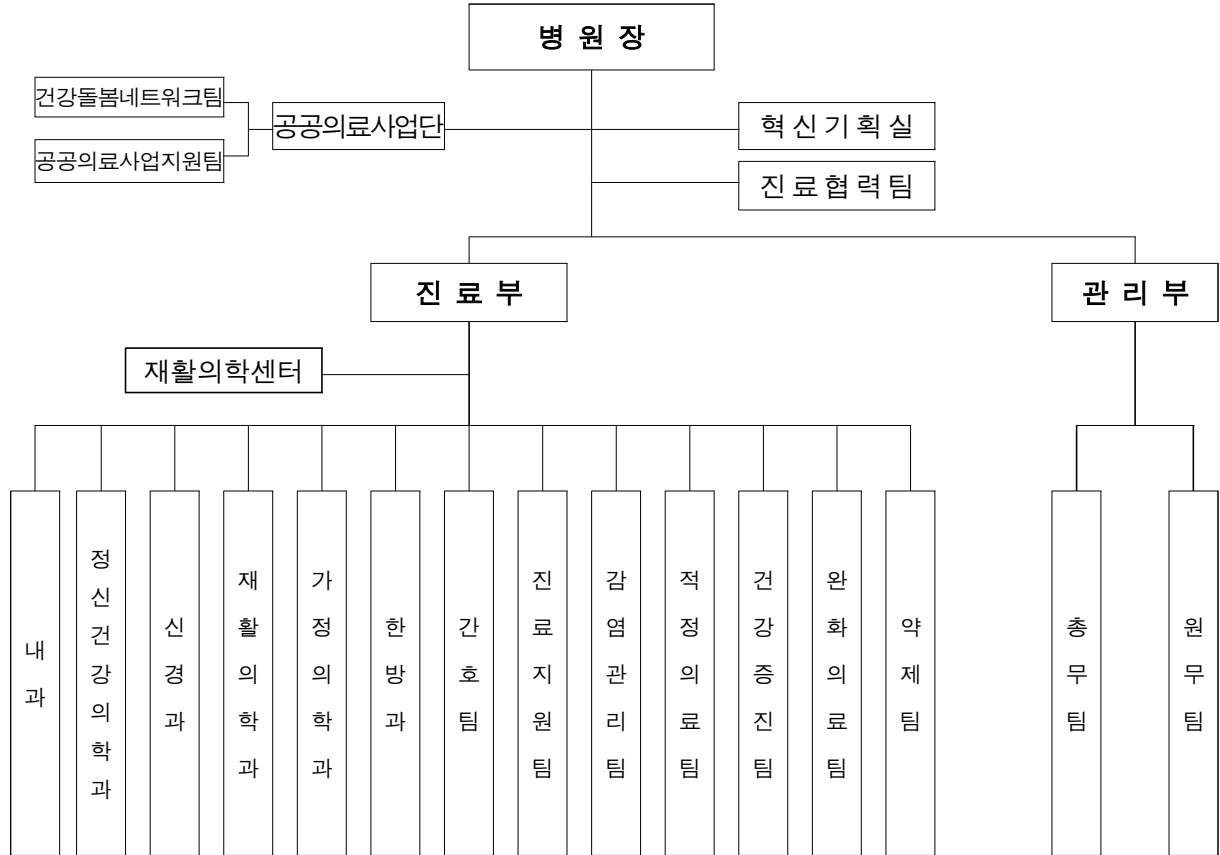 병원장
건강돌봄네트워크팀
공공의료사업단
혁신기획실
공공의료사업지원팀
진료협력팀
진료부
관리부
재활의학센터
내과
정신건강의학과
신경과
재활의학과
가정의학과
한방과
간호팀
진료지원팀
감염관리팀
적정의료팀
건강증진팀
완화의료팀
약제팀
총무팀
원무팀